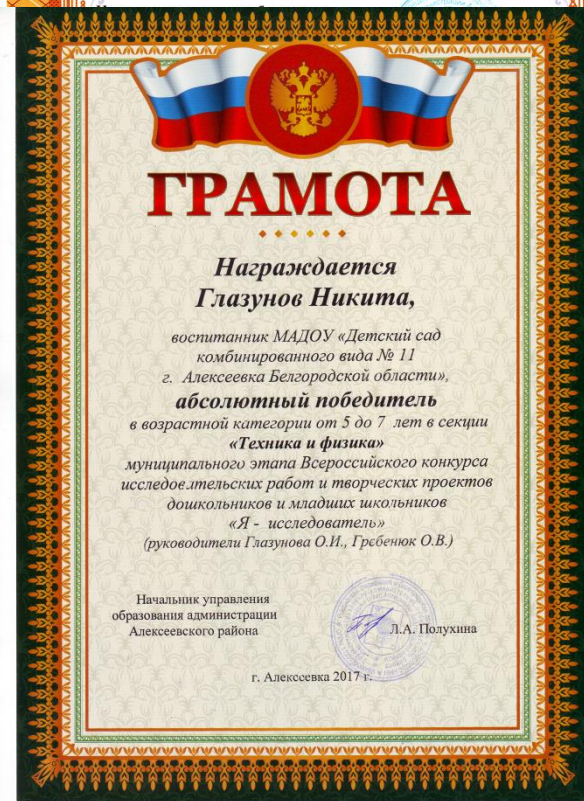 ГРАМОТА
Награждается
Глазунов Никита,
воспитанник МАДОУ «Детский сад
комбинированного вида № 11
г. Алексеевка Белгородской области»,
абсолютный победитель
в возрастной категории от 5 до 7 лет в секции
«Техника и физика»
муниципального этапа Всероссийского конкурса
исследовательских работ и творческих проектов
дошкольников и младших школьников
«Я - исследователь»
(руководители Глазунова О.И., Гребенюк О.В.)
Начальник управления
образования администрации
Алексеевского района
Л.А. Полухина
г. Алексеевка 2017 г.